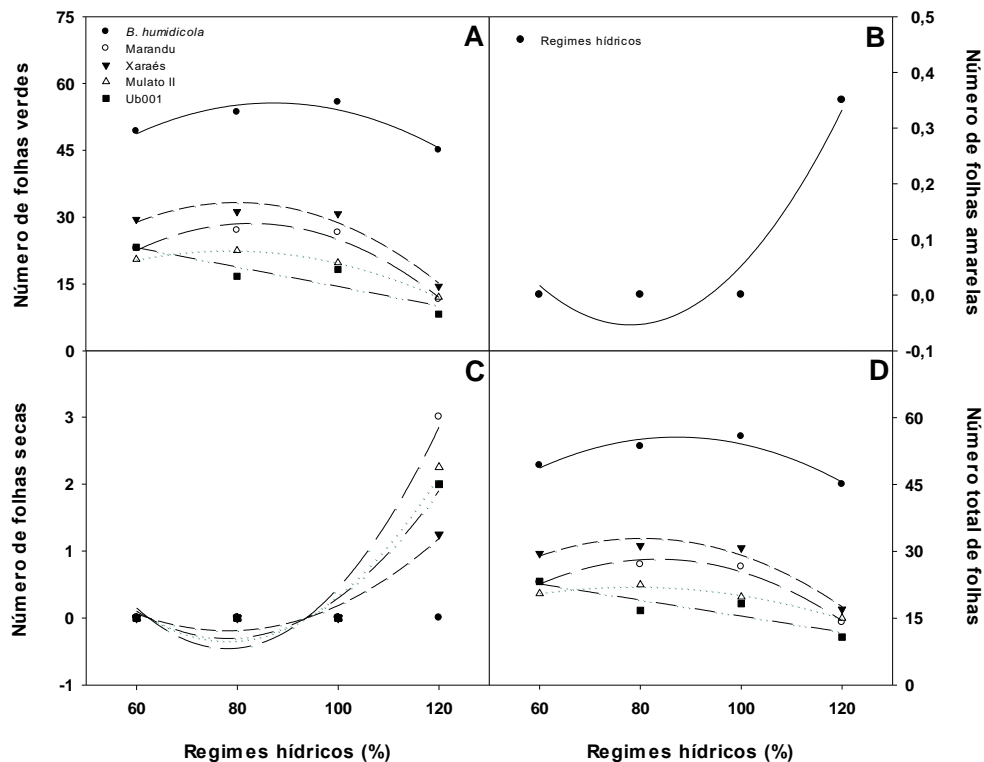 A
B. humidicola
Marandu
Xaraés
Mulato II
Ub001
75
60
45
30
15
0
Número de folhas verdes
B
Regimes hídricos
0,5
0,4
0,3
0,2
0,1
0,0
-0,1
Número de folhas amarelas
C
3
2
1
0
-1
Número de folhas secas
60
80
100
120
Regimes hídricos (%)
D
60
45
30
15
0
Número total de folhas
60
80
100
120
Regimes hídricos (%)